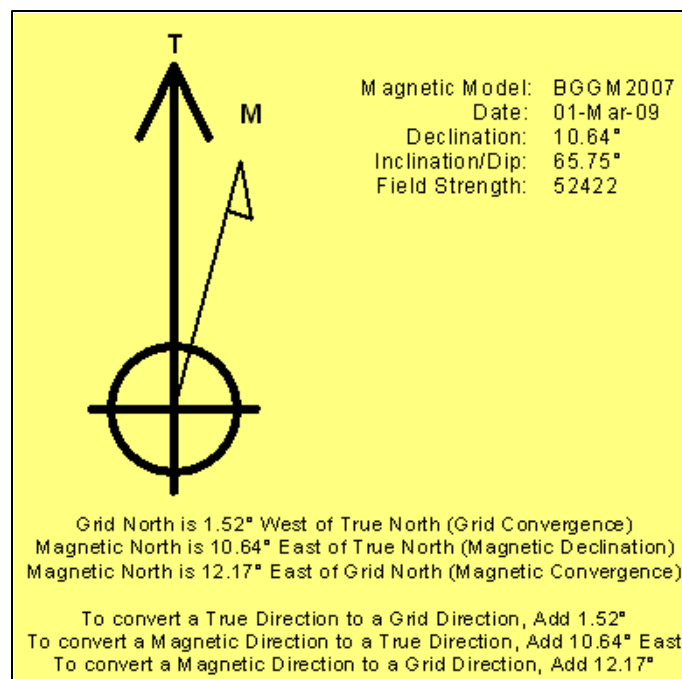 T
M
Magnetic Model: BGGM2007
Date: 01-Mar-09
Declination: 10.64°
Inclination/Dip: 65.75°
Field Strength: 52422
Grid North is 1.52° West of True North (Grid Convergence)
Magnetic North is 10.64° East of True North (Magnetic Declination)
Magnetic North is 12.17° East of Grid North (Magnetic Convergence)
To convert a True Direction to a Grid Direction, Add 1.52°
To convert a Magnetic Direction to a True Direction, Add 10.64° East
To convert a Magnetic Direction to a Grid Direction, Add 12.17°